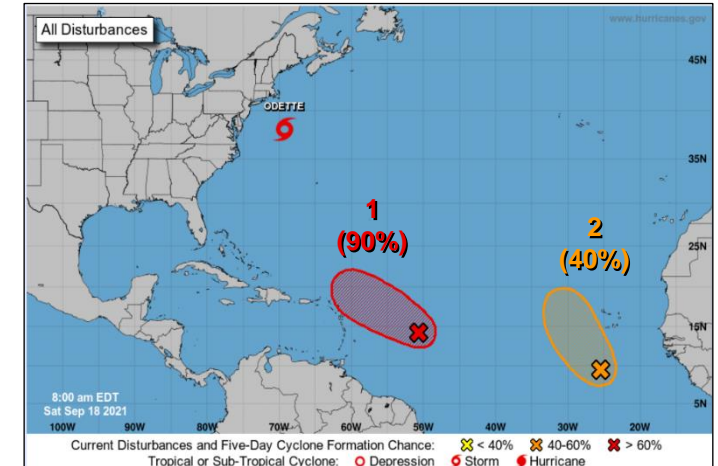 All Disturbances
www.hurricanes.gov
45N
ODETTE
35N
1
(90%)
2
(40%)
25N
15N
8:00 am EDT
Sat Sep 18 2021
5N
100W 90W 80W 70W 60W 50W 40W 30W 20W
Current Disturbances and Five-Day Cyclone Formation Chance: < 40% 40-60% > 60%
Tropical or Sub-Tropical Cyclone: Depression Storm Hurricane